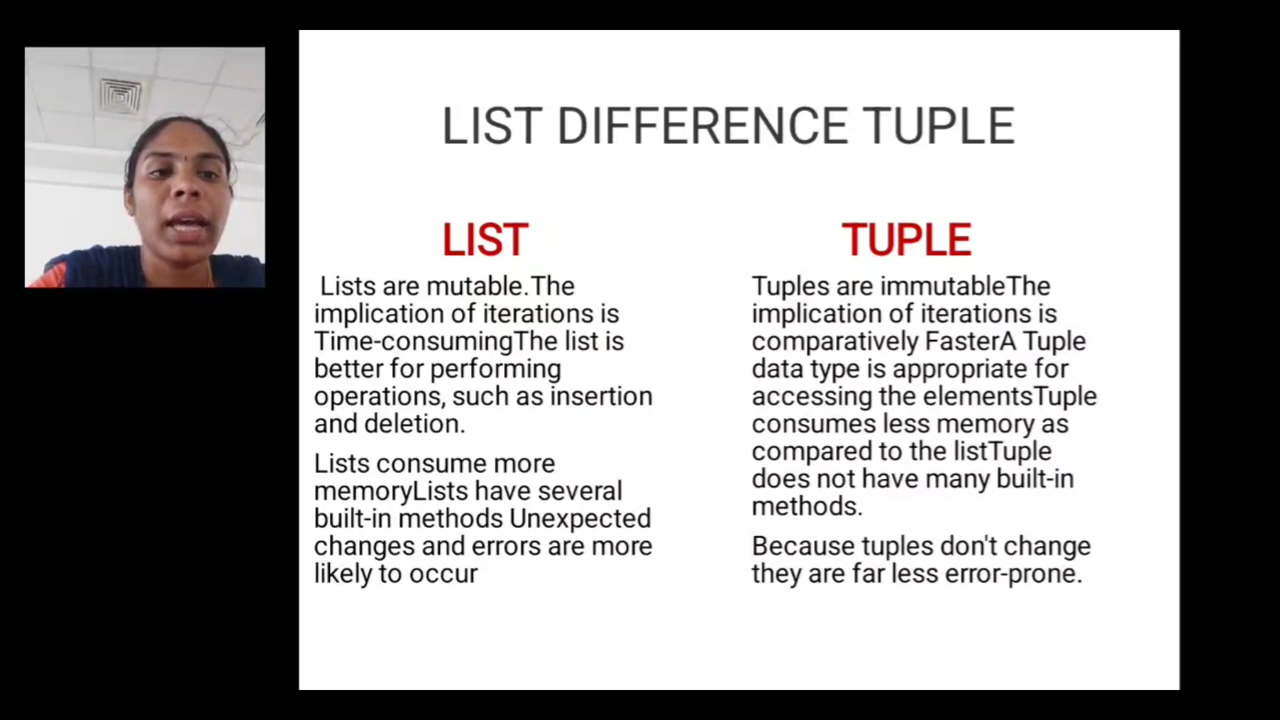 LIST DIFFERENCE TUPLE
LIST
Lists are mutable.The
implication of iterations is
Time-consumingThe list is
better for performing
operations, such as insertion
and deletion.
Lists consume more
memoryLists have several
built-in methods Unexpected
changes and errors are more
likely to occur
TUPLE
Tuples are immutableThe
implication of iterations is
comparatively FasterA Tuple
data type is appropriate for
accessing the elementsTuple
consumes less memory as
compared to the listTuple
does not have many built-in
methods.
Because tuples don't change
they are far less error-prone.